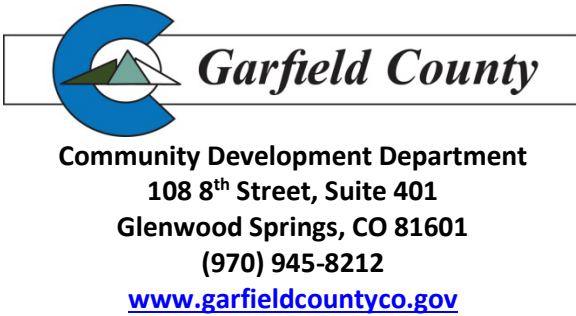 Garfield County
Community Development Department
108 8th Street, Suite 401
Glenwood Springs, CO 81601
(970) 945-8212
www.garfieldcountyco.gov